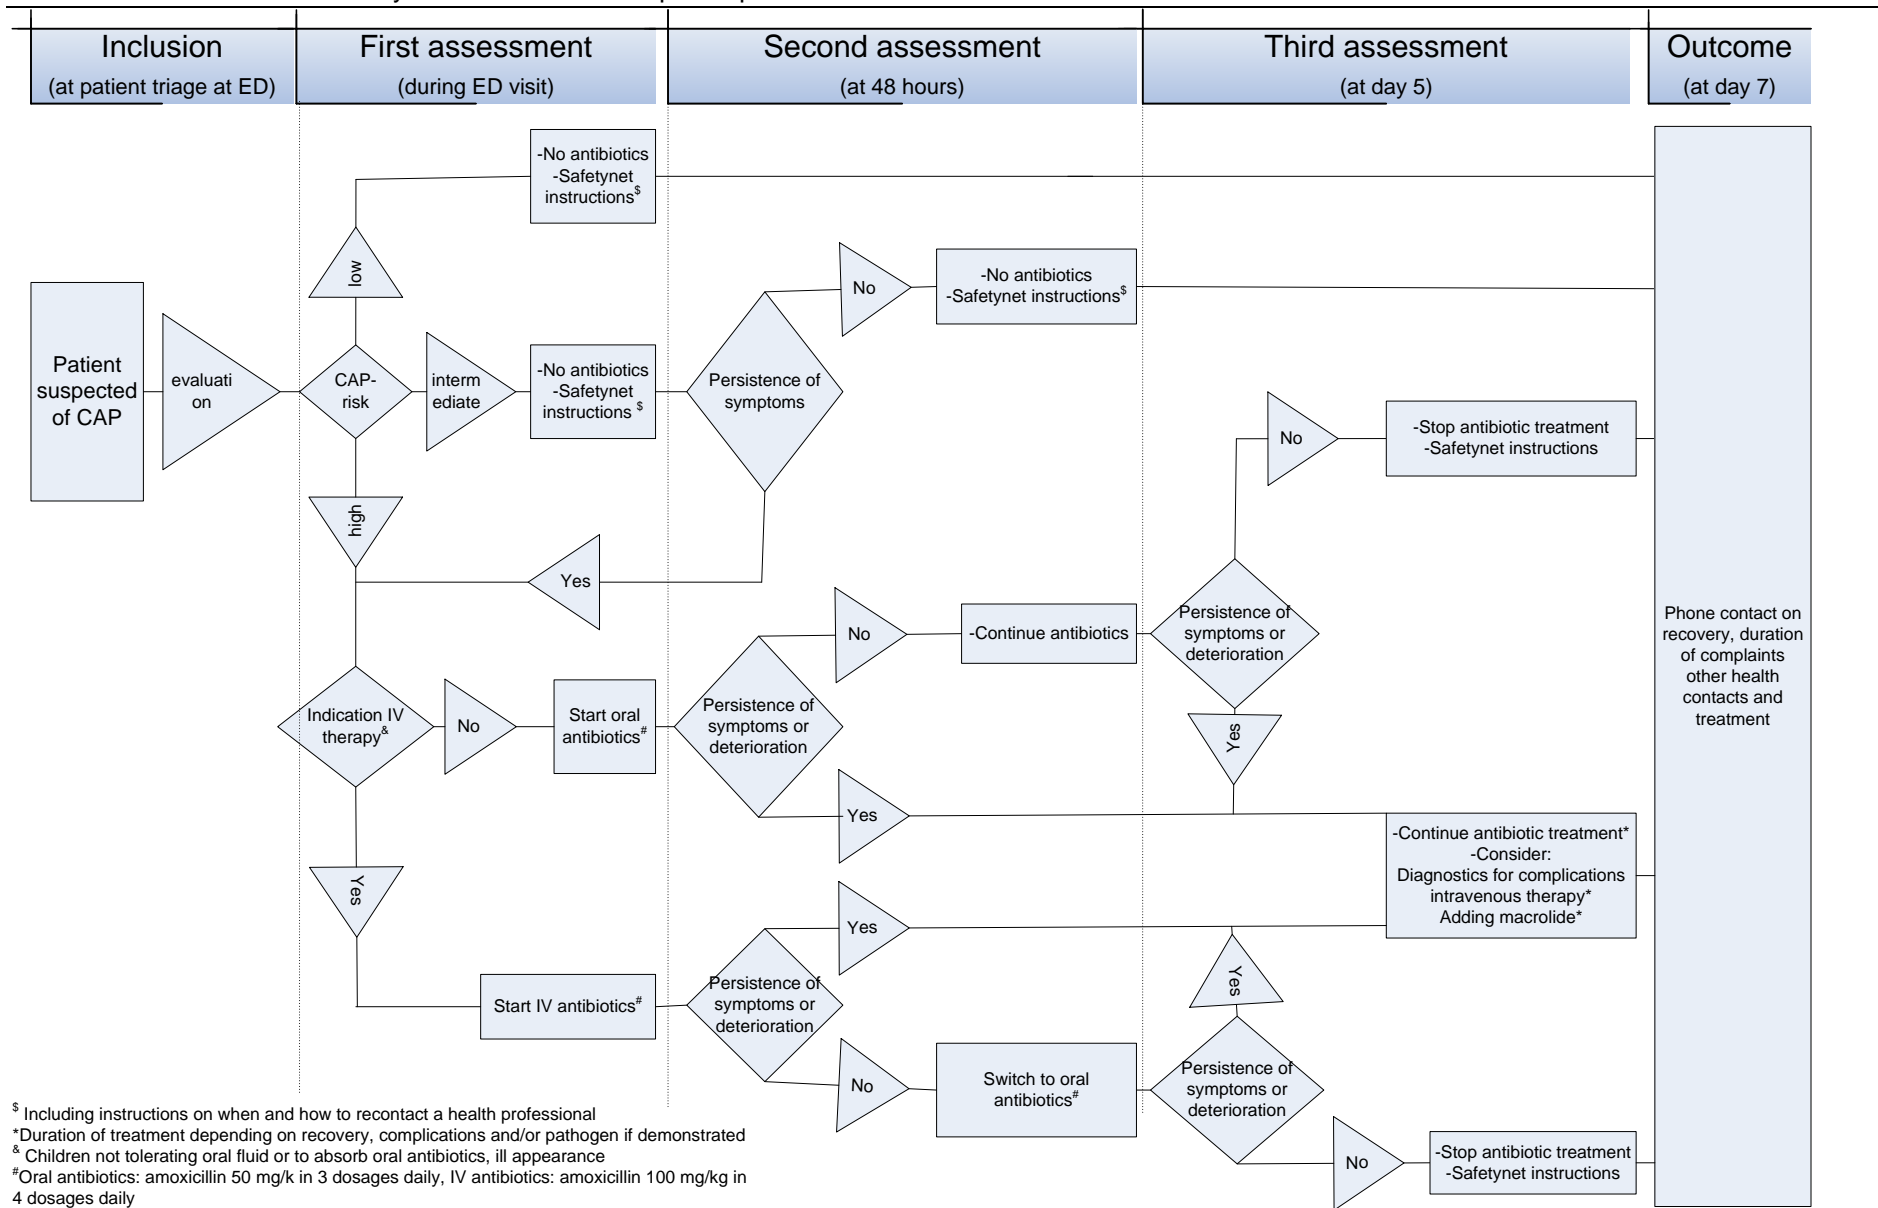 Inclusion
(at patient triage at ED)
First assessment
(during ED visit)
Second assessment
(at 48 hours)
Third assessment
(at day 5)
Outcome
(at day 7)
-No antibiotics
-Safetynet
instructions$
low
Patient
suspected
of CAP
evaluati
on
CAP-
risk
interm
ediate
-No antibiotics
-Safetynet
instructions $
Persistence of
symptoms
No
-No antibiotics
-Safetynet instructions$
high
Yes
No
-Stop antibiotic treatment
-Safetynet instructions
Indication IV
therapy&
No
Start oral
antibiotics#
Persistence of
symptoms or
deterioration
No
-Continue antibiotics
Persistence of
symptoms or
deterioration
Yes
Yes
-Continue antibiotic treatment*
-Consider:
Diagnostics for complications
intravenous therapy*
Adding macrolide*
Phone contact on
recovery, duration
of complaints
other health
contacts and
treatment
Yes
Start IV antibiotics#
Persistence of
symptoms or
deterioration
Yes
No
Switch to oral
antibiotics#
Yes
Persistence of
symptoms or
deterioration
No
-Stop antibiotic treatment
-Safetynet instructions
$ Including instructions on when and how to recontact a health professional
*Duration of treatment depending on recovery, complications and/or pathogen if demonstrated
& Children not tolerating oral fluid or to absorb oral antibiotics, ill appearance
#Oral antibiotics: amoxicillin 50 mg/k in 3 dosages daily, IV antibiotics: amoxicillin 100 mg/kg in
4 dosages daily